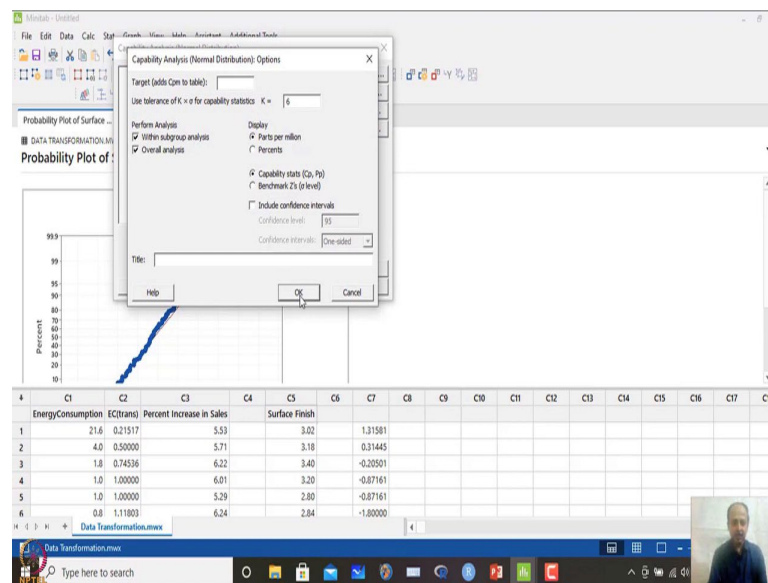 Minitab - Untitled
File Edit Data Calc Stat Graph View Help Assistant Additional Tools
Capability Analysis (Normal Distribution): Options X
Target (adds Cpm to table):
Use tolerance of K × σ for capability statistics K = 6
Perform Analysis
Within subgroup analysis
Overall analysis
Display
Parts per million
Percents
Capability stats (Cp, Pp)
Benchmark Z's (σ level)
Include confidence intervals
Confidence level: 95
Confidence intervals: One-sided
Title:
Help OK Cancel
Probability Plot of Surface ...
DATA TRANSFORMATION.M
Probability Plot of
99.9
99
95
90
80
70
60
50
40
30
20
10
Percent
C1 C2 C3 C4 C5 C6 C7 C8 C9 C10 C11 C12 C13 C14 C15 C16 C17
EnergyConsumption EC(trans) Percent Increase in Sales Surface Finish
1 21.6 0.21517 5.53 3.02 1.31581
2 4.0 0.50000 5.71 3.18 0.31445
3 1.8 0.74536 6.22 3.40 -0.20501
4 1.0 1.00000 6.01 3.20 -0.87161
5 1.0 1.00000 5.29 2.80 -0.87161
6 0.8 1.11803 6.24 2.84 -1.80000
Data Transformation.mwx
Data Transformation.mwx
Type here to search
NPTEL